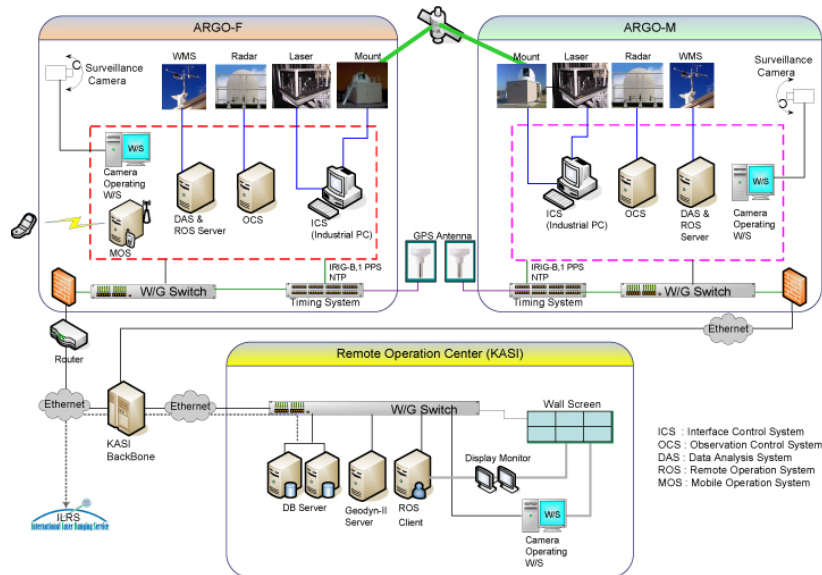 ARGO-F
ARGO-M
Surveillance
Camera
WMS
Radar
Laser
Mount
Mount
Laser
Radar
WMS
Surveillance
Camera
W/S
Camera
Operating
W/S
DAS &
ROS Server
OCS
ICS
(Industrial PC)
MOS
ICS
(Industrial PC)
OCS
DAS &
ROS
Server
W/S
Camera
Operating
W/S
GPS Antenna
IRIG-B,1 PPS
NTP
IRIG-B,1 PPS
NTP
W/G Switch
Timing System
Timing System
W/G Switch
Router
Ethernet
Remote Operation Center (KASI)
Ethernet
Ethernet
KASI
BackBone
W/G Switch
Wall Screen
DB Server
Geodyn-II
Server
ROS
Client
Display Monitor
W/S
Camera
Operating
W/S
ICS : Interface Control System
OCS : Observation Control System
DAS : Data Analysis System
ROS : Remote Operation System
MOS : Mobile Operation System
ILRS
International Laser Ranging Service